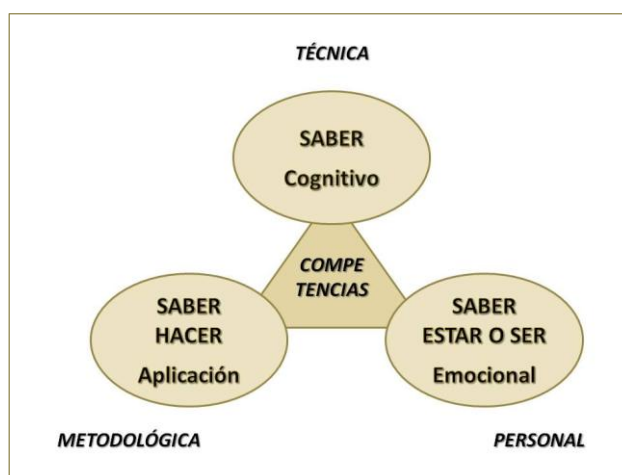 TÉCNICA
SABER
Cognitivo
COMPE
TENCIAS
SABER
HACER
Aplicación
SABER
ESTAR O SER
Emocional
METODOLÓGICA
PERSONAL